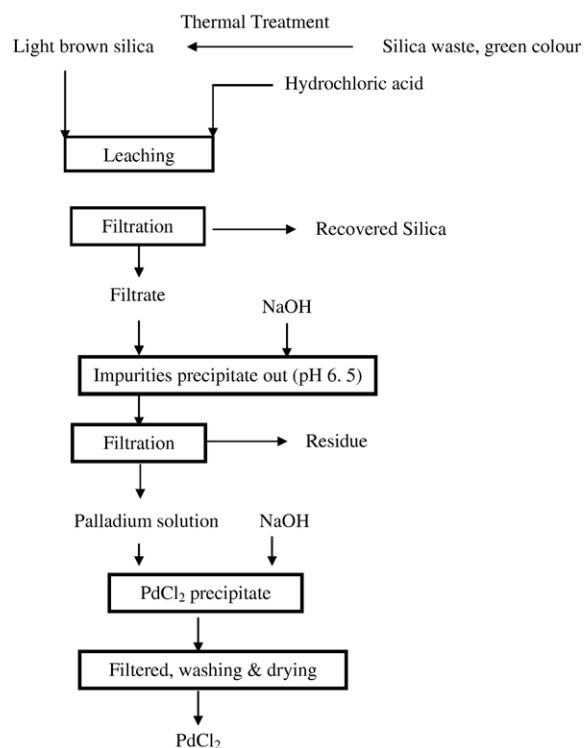 Thermal Treatment
Light brown silica
Silica waste, green colour
Hydrochloric acid
Leaching
Filtration
Recovered Silica
Filtrate
NaOH
Impurities precipitate out (pH 6. 5)
Filtration
Residue
Palladium solution
NaOH
PdCl₂ precipitate
Filtered, washing & drying
PdCl₂